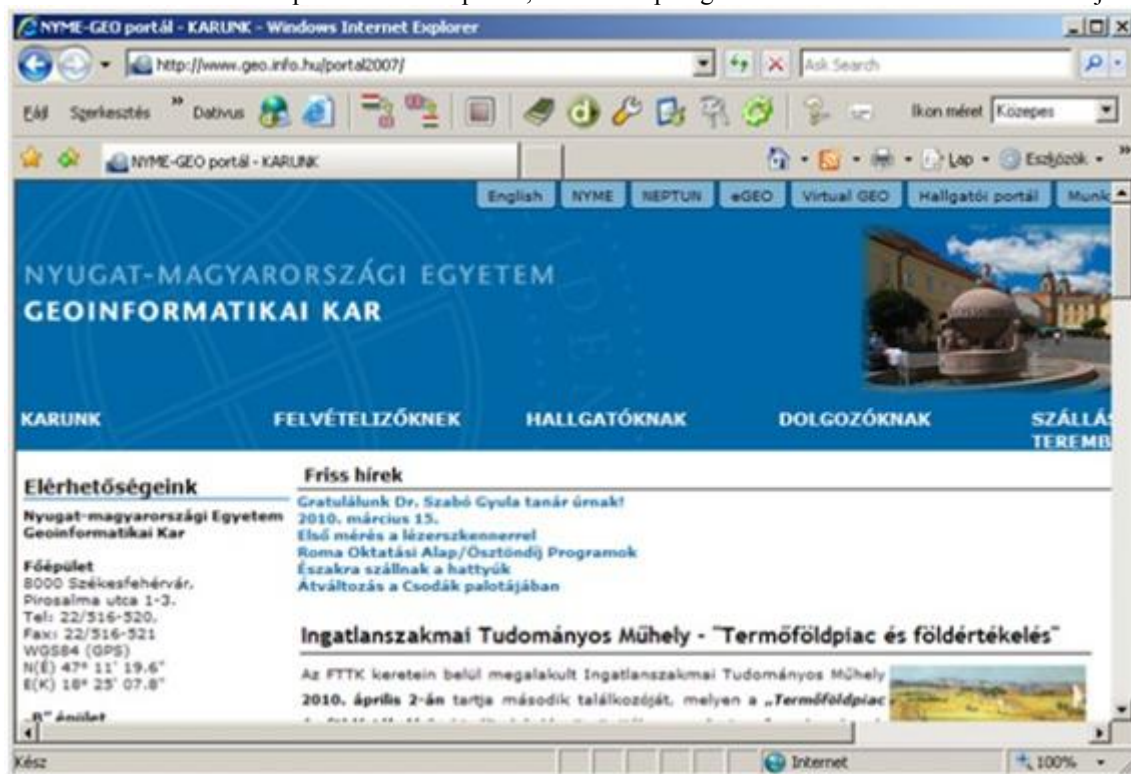 NYME-GEO portál - KARUNK - Windows Internet Explorer
http://www.geo.info.hu/portal2007/
Ask Search
Fájl Szerkesztés » Dativus Ikon méret Közepes
NYME-GEO portál - KARUNK
Lap Eszközök »
English NYME NEPTUN eGEO Virtual GEO Hallgatói portál Munk
NYUGAT-MAGYARORSZÁGI EGYETEM
GEOINFORMATIKAI KAR
KARUNK FELVÉTELIZŐKNEK HALLGATÓKNAK DOLGOZÓKNAK SZÁLLÁS
TEREMB
Elérhetőségeink
Nyugat-magyarországi Egyetem
Geoinformatikai Kar
Főépület
8000 Székesfehérvár,
Pirosalma utca 1-3.
Tel: 22/516-520,
Fax: 22/516-521
WGS84 (GPS)
N(É) 47° 11' 19.6"
E(K) 18° 25' 07.8"
„B" épület
Friss hírek
Gratulálunk Dr. Szabó Gyula tanár úrnak!
2010. március 15.
Első mérés a lézerszkennerrel
Roma Oktatási Alap/Ösztöndíj Programok
Északra szállnak a hattyúk
Átváltozás a Csodák palotájában
Ingatlanszakmai Tudományos Műhely - "Termőföldpiac és földértékelés"
Az FTTK keretein belül megalakult Ingatlanszakmai Tudományos Műhely
2010. április 2-án tartja második találkozóját, melyen a „Termőföldpiac
Kész Internet 100%